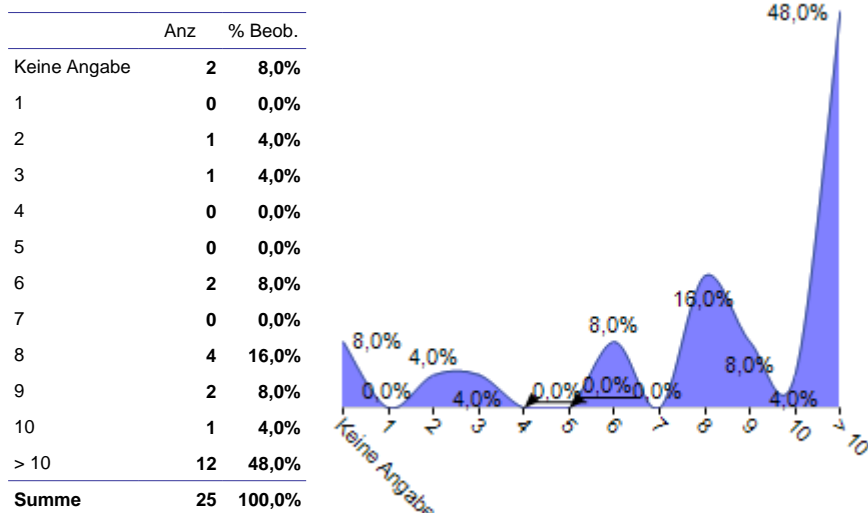 Anz % Beob.
Keine Angabe 2 8,0%
1 0 0,0%
2 1 4,0%
3 1 4,0%
4 0 0,0%
5 0 0,0%
6 2 8,0%
7 0 0,0%
8 4 16,0%
9 2 8,0%
10 1 4,0%
> 10 12 48,0%
Summe 25 100,0%
48,0%
16,0%
8,0%
8,0%
4,0%
8,0%
0,0%
4,0%
0,0%
0,0%
0,0%
4,0%
Keine Angabe 1 2 3 4 5 6 7 8 9 10 > 10